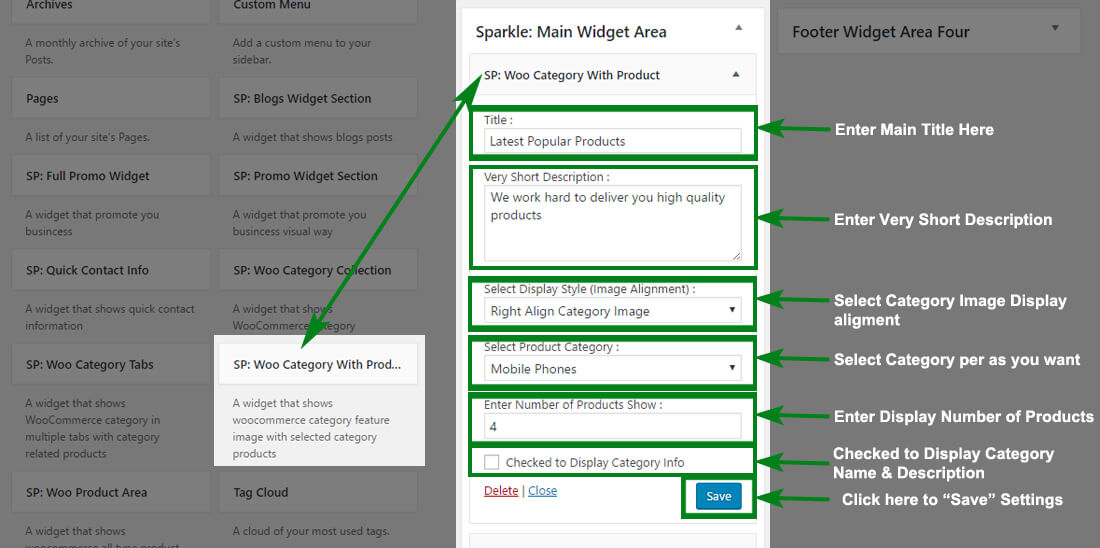 Archives
Custom Menu
A monthly archive of your site's
Posts.
Add a custom menu to your
sidebar.
Pages
SP: Blogs Widget Section
A list of your site's Pages.
A widget that shows blogs posts
SP: Full Promo Widget
SP: Promo Widget Section
A widget that promote you
business
A widget that promote you
business visual way
SP: Quick Contact Info
SP: Woo Category Collection
A widget that shows quick contact
information
A widget that shows
WooCommerce category
SP: Woo Category Tabs
SP: Woo Category With Prod...
A widget that shows
WooCommerce category in
multiple tabs with category
related products
A widget that shows
woocommerce category feature
image with selected category
products
SP: Woo Product Area
Tag Cloud
A widget that shows
woocommerce all type product
A cloud of your most used tags.
Sparkle: Main Widget Area
SP: Woo Category With Product
Title :
Latest Popular Products
Very Short Description :
We work hard to deliver you high quality
products
Select Display Style (Image Alignment) :
Right Align Category Image
Select Product Category :
Mobile Phones
Enter Number of Products Show :
4
Checked to Display Category Info
Delete | Close
Save
Footer Widget Area Four
Enter Main Title Here
Enter Very Short Description
Select Category Image Display
aligment
Select Category per as you want
Enter Display Number of Products
Checked to Display Category
Name & Description
Click here to “Save” Settings